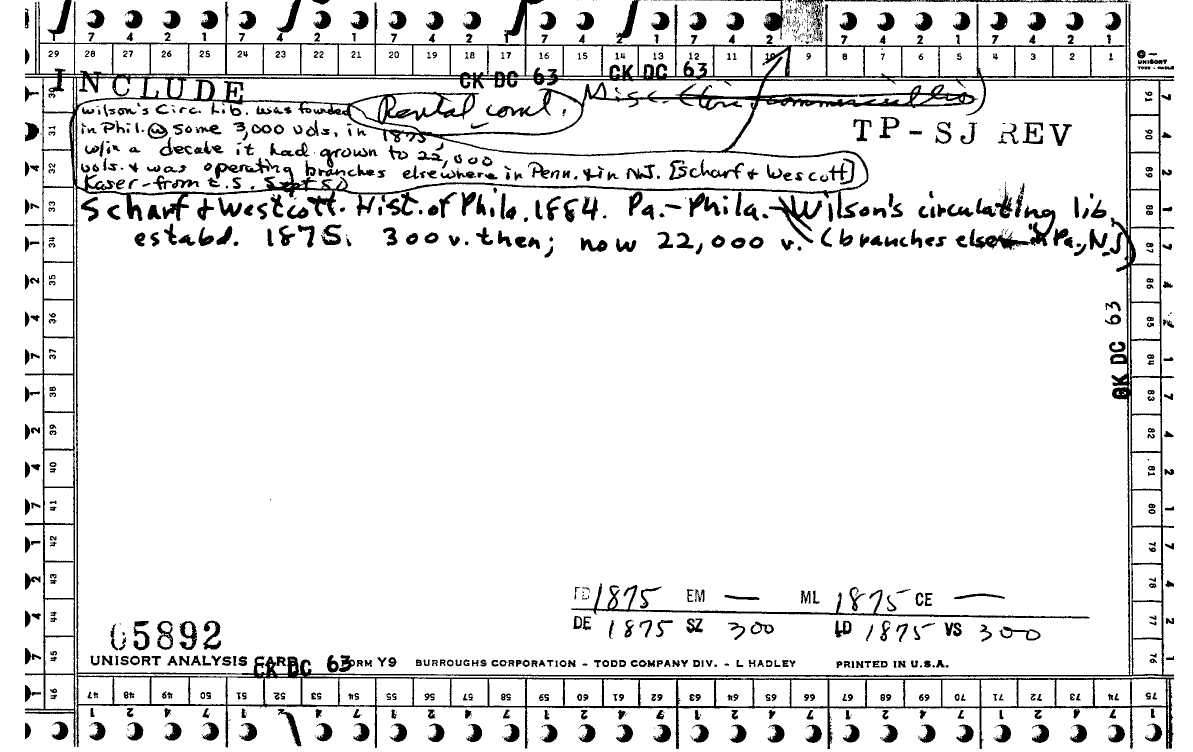 1 7 4 2 1 7 4 2 1 7 4 2 1 7 4 2 1 7 4 2 1 7 4 2 1 7 4 2 1
29 28 27 26 25 24 23 22 21 20 19 18 17 16 15 14 13 12 11 9 8 7 6 5 4 3 2 1
UNISORT
TODD - HADLEY
CK DC 63 CK DC 63
INCLUDE
Rental coml.
Misc.
TP-SJ REV
Wilson's Circ. Lib. was founded
in Phil. @ some 3,000 vols. in 1875,
w/in a decade it had grown to 22,000
vols. & was operating branches elsewhere in Penn. & in N.J. [Scharf & Wescott]
Kaser-from E.S. Sept 50
Scharf & Westcott. Hist. of Phila. 1884. Pa.-Phila.-Wilson's circulating lib.
estabd. 1875. 300 v. then; now 22,000 v. (branches elsew in Pa., N.J)
30 31 32 33 34 35 36 37 38 39 40 41 42 43 44 45 46
91 90 89 88 87 86 85 84 83 82 81 80 79 78 77 76 75
CK DC 63
1875 EM — ML 1875 CE —
DE 1875 SZ 300 LD 1875 VS 300
05892
UNISORT ANALYSIS CARD FORM Y9 BURROUGHS CORPORATION - TODD COMPANY DIV. - L HADLEY PRINTED IN U.S.A.
CK DC 63
47 48 49 50 51 52 53 54 55 56 57 58 59 60 61 62 63 64 65 66 67 68 69 70 71 72 73 74 75
1 2 4 7 1 2 4 7 1 2 4 7 1 2 4 7 1 2 4 7 1 2 4 7 1 2 4 7 1